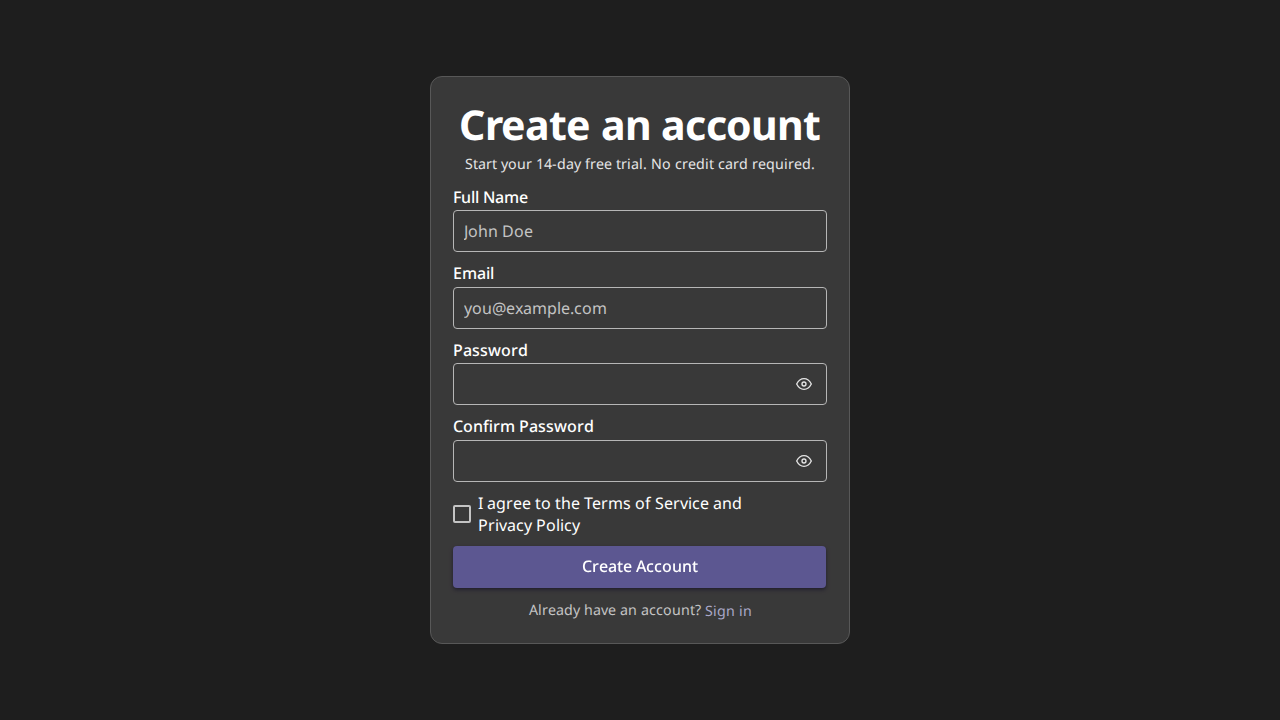 Create an account
Start your 14-day free trial. No credit card required.
Full Name
John Doe
Email
you@example.com
Password
Confirm Password
I agree to the Terms of Service and
Privacy Policy
Create Account
Already have an account? Sign in